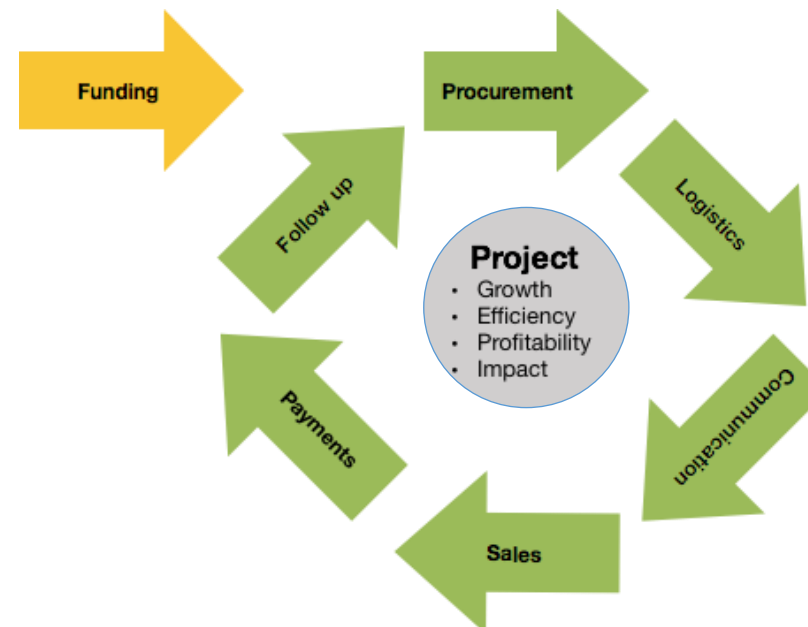 Funding
Procurement
Logistics
Communication
Sales
Payments
Follow up
Project
• Growth
• Efficiency
• Profitability
• Impact